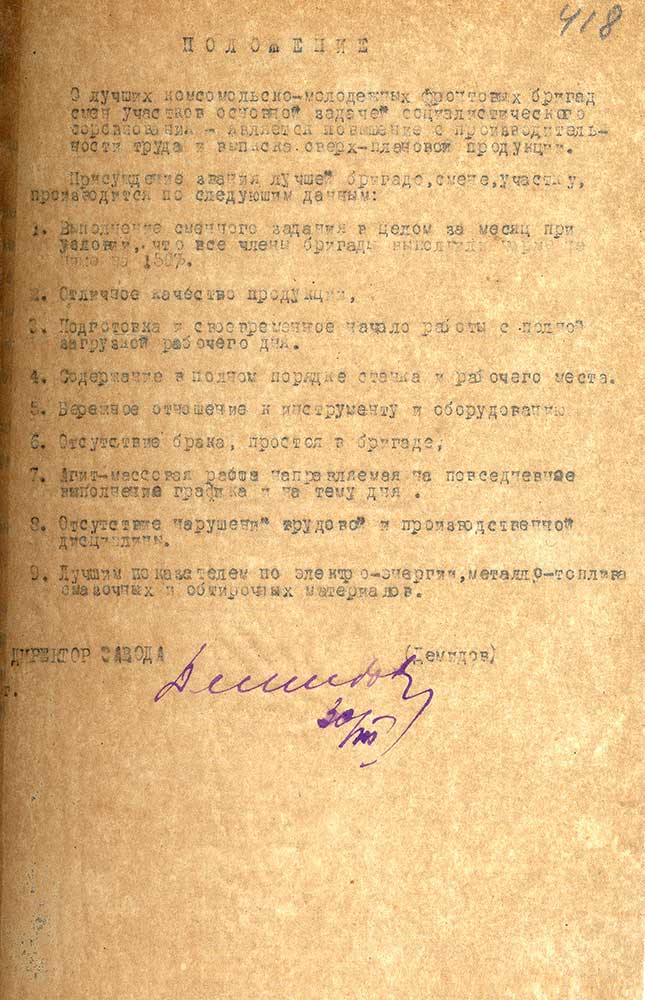 418
ПОЛОЖЕНИЕ
О лучших комсомольско-молодежных фронтовых бригад
смен участков основной задачей социалистического
соревнования - является повышение с производитель-
ности труда и выпуска сверх-плановой продукции.
Присуждение звания лучшей бригаде,смене,участку,
производится по следующим данным:
1. Выполнение сменного задания в целом за месяц при
условии, что все члены бригады выполнили норму не
ниже 150%.
2. Отличное качество продукции,
3. Подготовка и своевременное начало работы с полной
загрузкой рабочего дня.
4. Содержание в полном порядке станка и рабочего места.
5. Бережное отношение к инструменту и оборудованию
6. Отсутствие брака, простоя в бригаде,
7. Агит-массовая работа направляемая на повседневное
выполнение графика и на тему дня .
8. Отсутствие нарушений трудовой и производственной
дисциплины.
9. Лучшим показателем по электро-энергии,металло-топлива
смазочных и обтирочных материалов.
ДИРЕКТОР ЗАВОДА (Демидов)
Демидов
г.